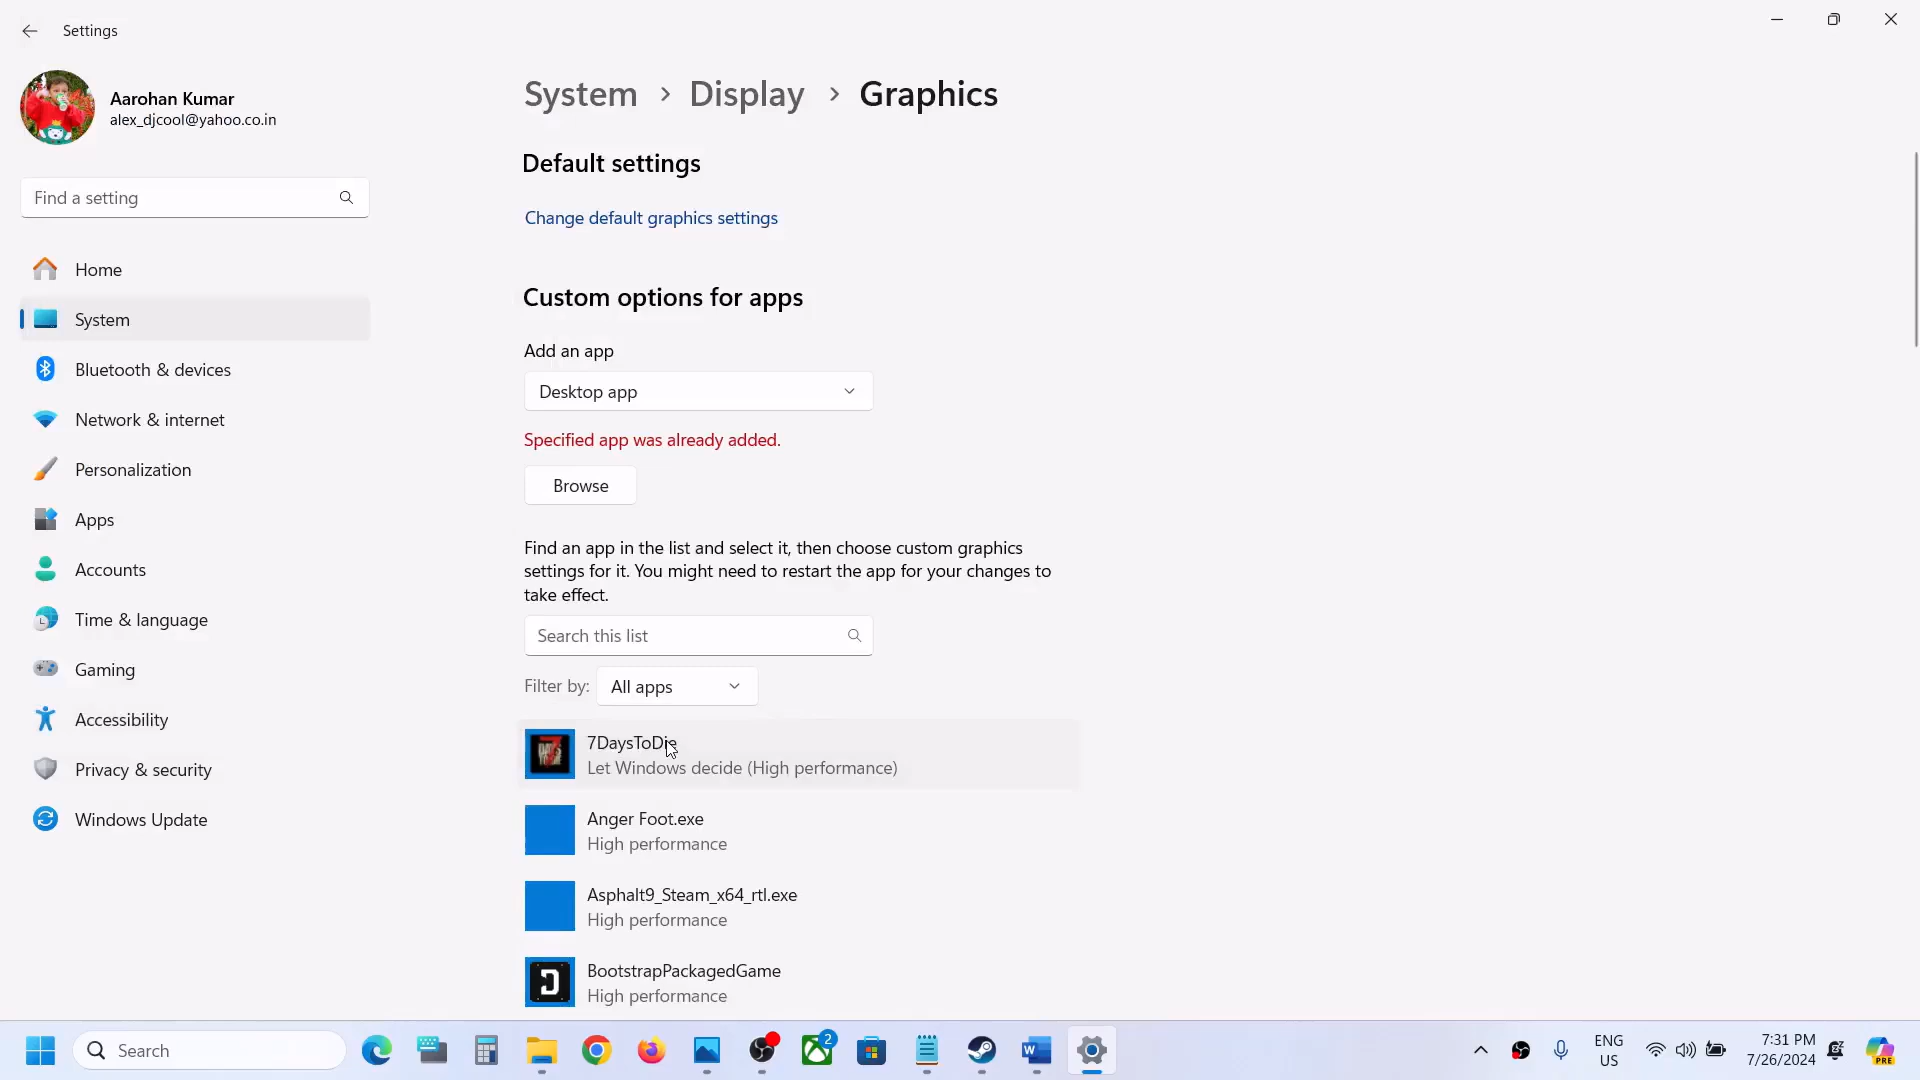 Settings
Aarohan Kumar
alex_djcool@yahoo.co.in
Find a setting
Home
System
Bluetooth & devices
Network & internet
Personalization
Apps
Accounts
Time & language
Gaming
Accessibility
Privacy & security
Windows Update
System > Display > Graphics
Default settings
Change default graphics settings
Custom options for apps
Add an app
Desktop app
Specified app was already added.
Browse
Find an app in the list and select it, then choose custom graphics
settings for it. You might need to restart the app for your changes to
take effect.
Search this list
Filter by: All apps
7DaysToDie
Let Windows decide (High performance)
Anger Foot.exe
High performance
Asphalt9_Steam_x64_rtl.exe
High performance
BootstrapPackagedGame
High performance
Search
2
ENG
US
7:31 PM
7/26/2024
PRE